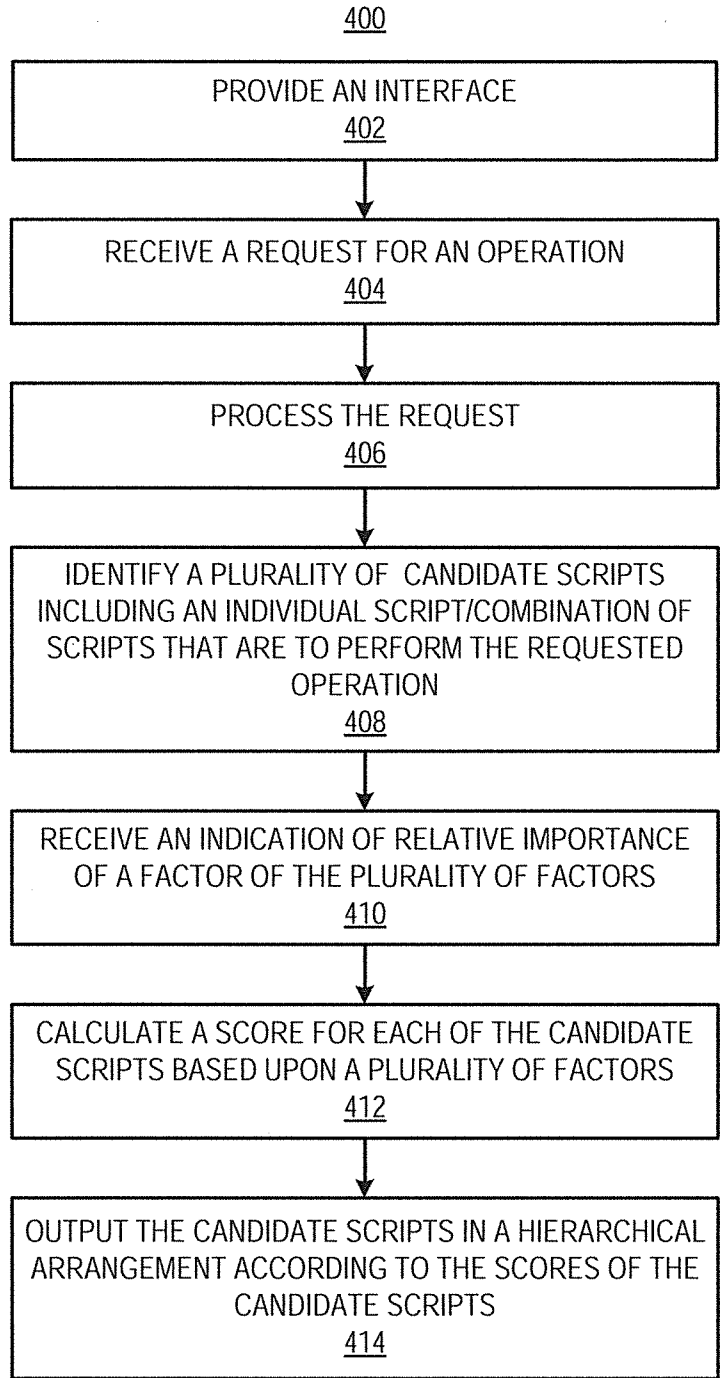 400
PROVIDE AN INTERFACE
402
RECEIVE A REQUEST FOR AN OPERATION
404
PROCESS THE REQUEST
406
IDENTIFY A PLURALITY OF CANDIDATE SCRIPTS
INCLUDING AN INDIVIDUAL SCRIPT/COMBINATION OF
SCRIPTS THAT ARE TO PERFORM THE REQUESTED
OPERATION
408
RECEIVE AN INDICATION OF RELATIVE IMPORTANCE
OF A FACTOR OF THE PLURALITY OF FACTORS
410
CALCULATE A SCORE FOR EACH OF THE CANDIDATE
SCRIPTS BASED UPON A PLURALITY OF FACTORS
412
OUTPUT THE CANDIDATE SCRIPTS IN A HIERARCHICAL
ARRANGEMENT ACCORDING TO THE SCORES OF THE
CANDIDATE SCRIPTS
414